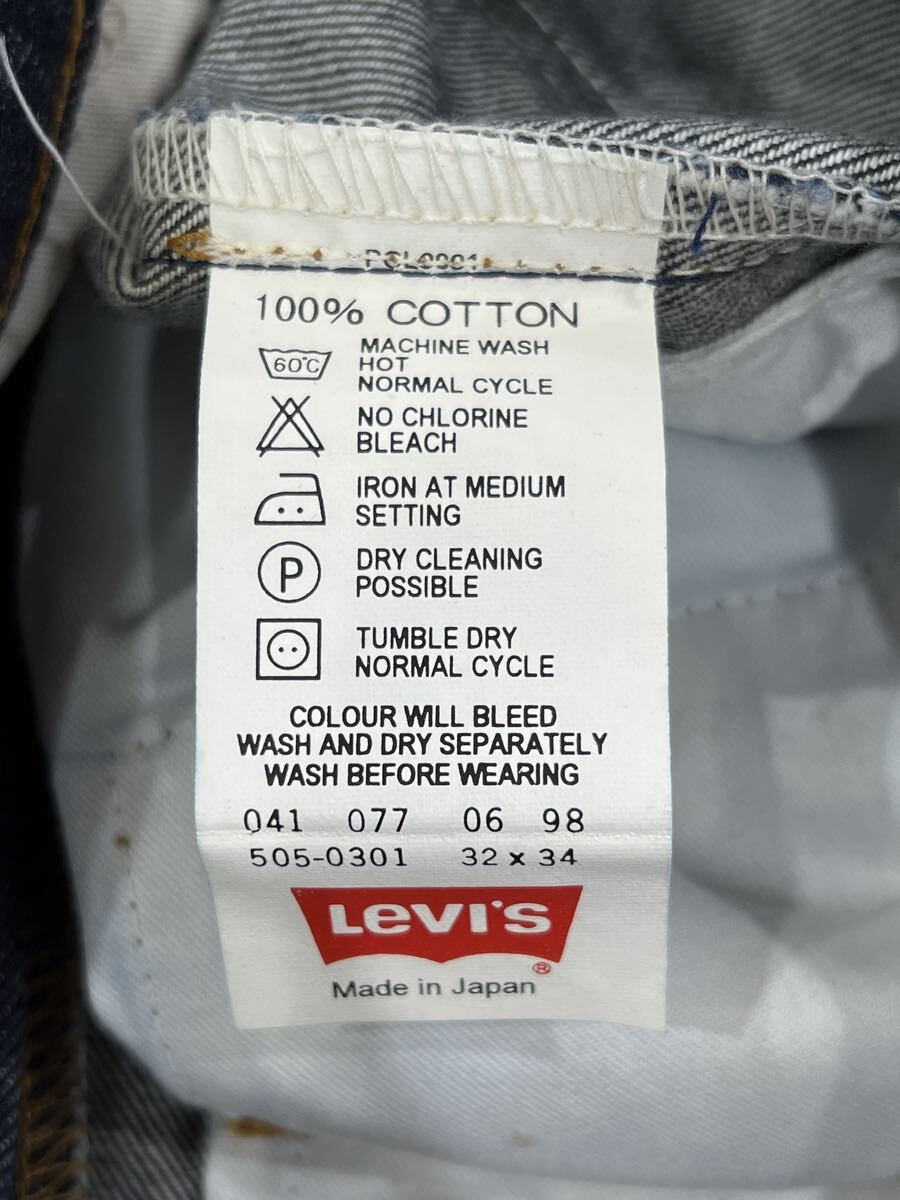 100% COTTON
60°C
MACHINE WASH
HOT
NORMAL CYCLE
NO CHLORINE
BLEACH
IRON AT MEDIUM
SETTING
P
DRY CLEANING
POSSIBLE
TUMBLE DRY
NORMAL CYCLE
COLOUR WILL BLEED
WASH AND DRY SEPARATELY
WASH BEFORE WEARING
041 077 06 98
505-0301 32 x 34
LEVI'S ®
Made in Japan